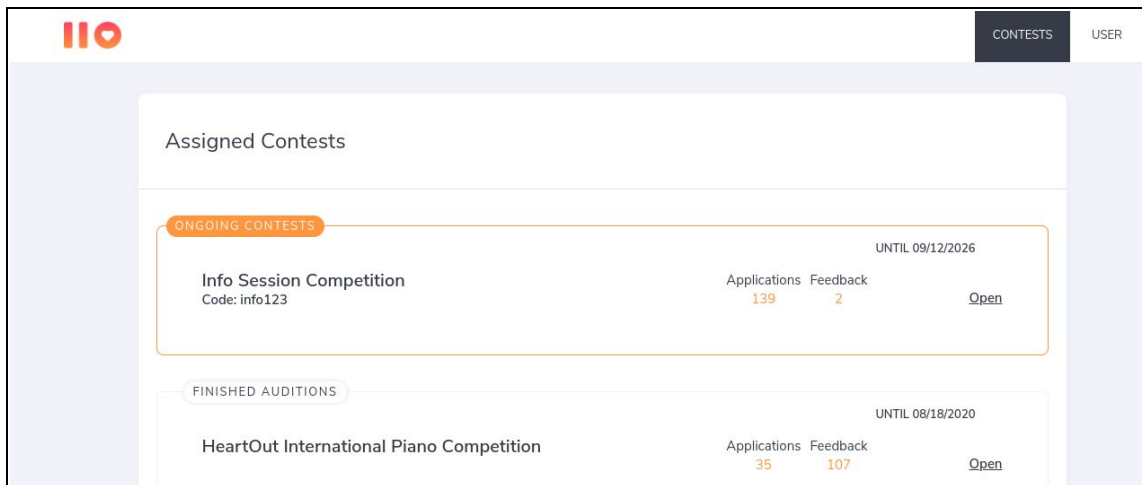 CONTESTS USER
Assigned Contests
ONGOING CONTESTS
UNTIL 09/12/2026
Info Session Competition
Code: info123
Applications Feedback
139 2
Open
FINISHED AUDITIONS
UNTIL 08/18/2020
HeartOut International Piano Competition
Applications Feedback
35 107
Open